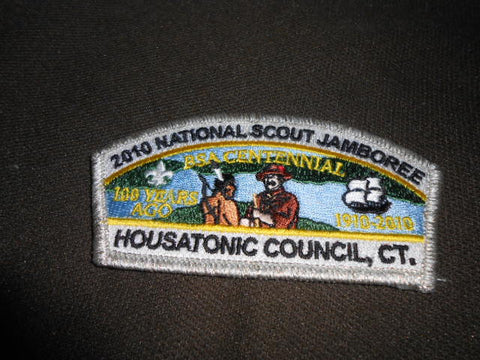 2010 NATIONAL SCOUT JAMBOREE
BSA CENTENNIAL
100 YEARS
AGO
1910-2010
HOUSATONIC COUNCIL, CT.